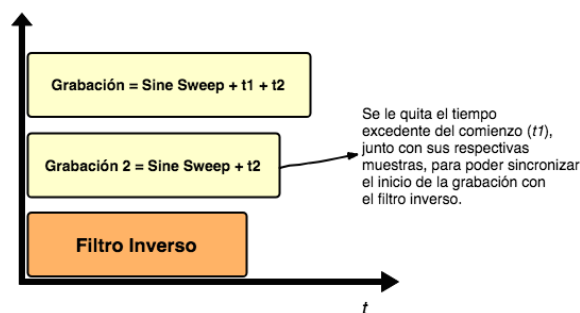 Grabación = Sine Sweep + t1 + t2
Grabación 2 = Sine Sweep + t2
Se le quita el tiempo
excedente del comienzo (t1),
junto con sus respectivas
muestras, para poder sincronizar
el inicio de la grabación con
el filtro inverso.
Filtro Inverso
t